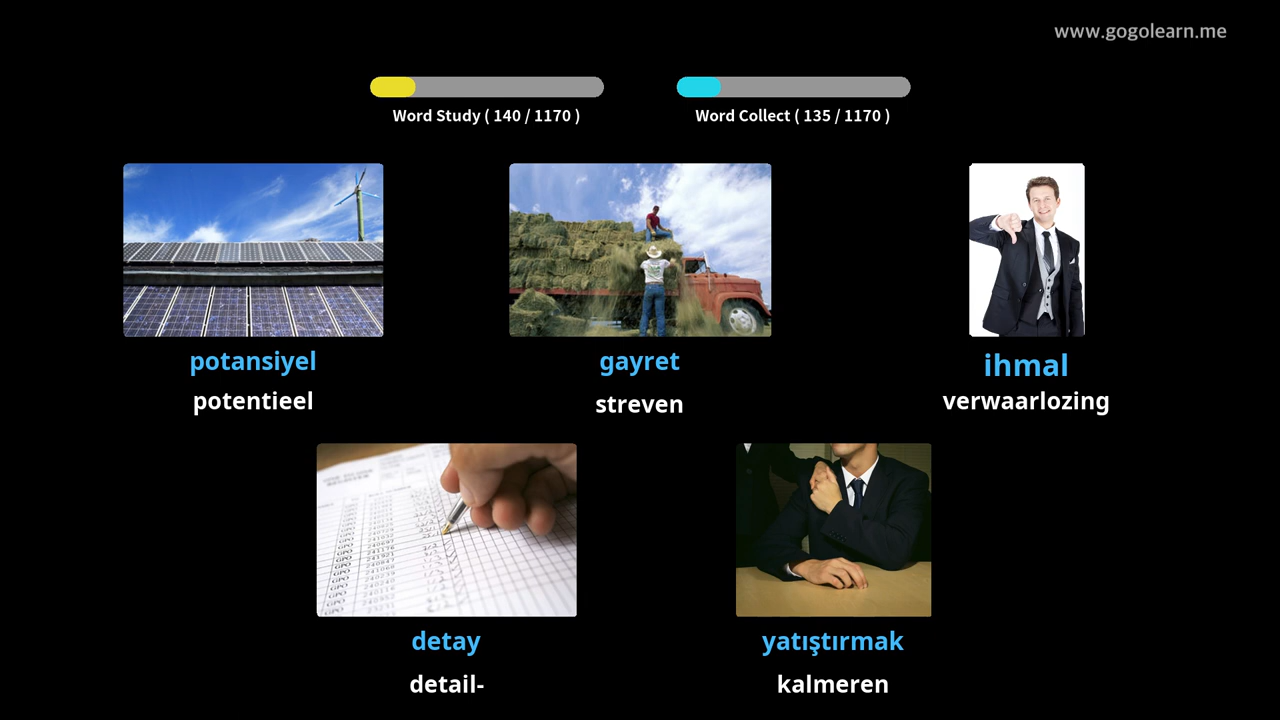 www.gogolearn.me
Word Study ( 140 / 1170 )
Word Collect ( 135 / 1170 )
potansiyel
potentieel
gayret
streven
ihmal
verwaarlozing
detay
detail-
yatıştırmak
kalmeren